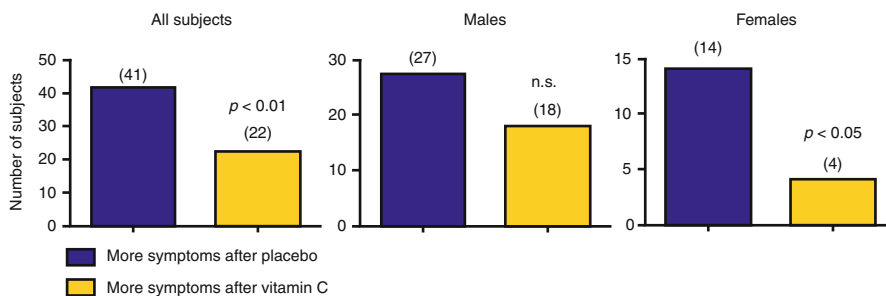 All subjects
Males
Females
Number of subjects
50
40
30
20
10
0
(41)
p < 0.01
(22)
30
20
10
0
(27)
n.s.
(18)
15
10
5
0
(14)
p < 0.05
(4)
More symptoms after placebo
More symptoms after vitamin C